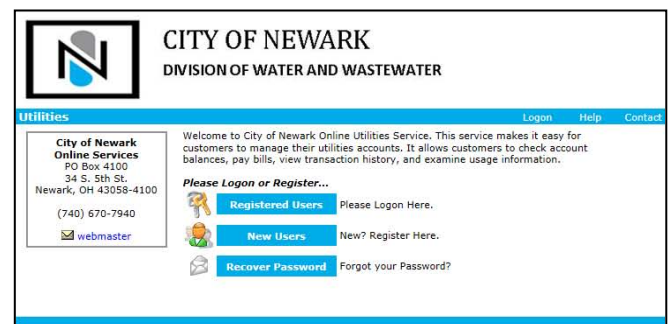 N
CITY OF NEWARK
DIVISION OF WATER AND WASTEWATER
Utilities
Logon Help Contact
City of Newark
Online Services
PO Box 4100
34 S. 5th St.
Newark, OH 43058-4100
(740) 670-7940
webmaster
Welcome to City of Newark Online Utilities Service. This service makes it easy for
customers to manage their utilities accounts. It allows customers to check account
balances, pay bills, view transaction history, and examine usage information.
Please Logon or Register...
Registered Users Please Logon Here.
New Users New? Register Here.
Recover Password Forgot your Password?